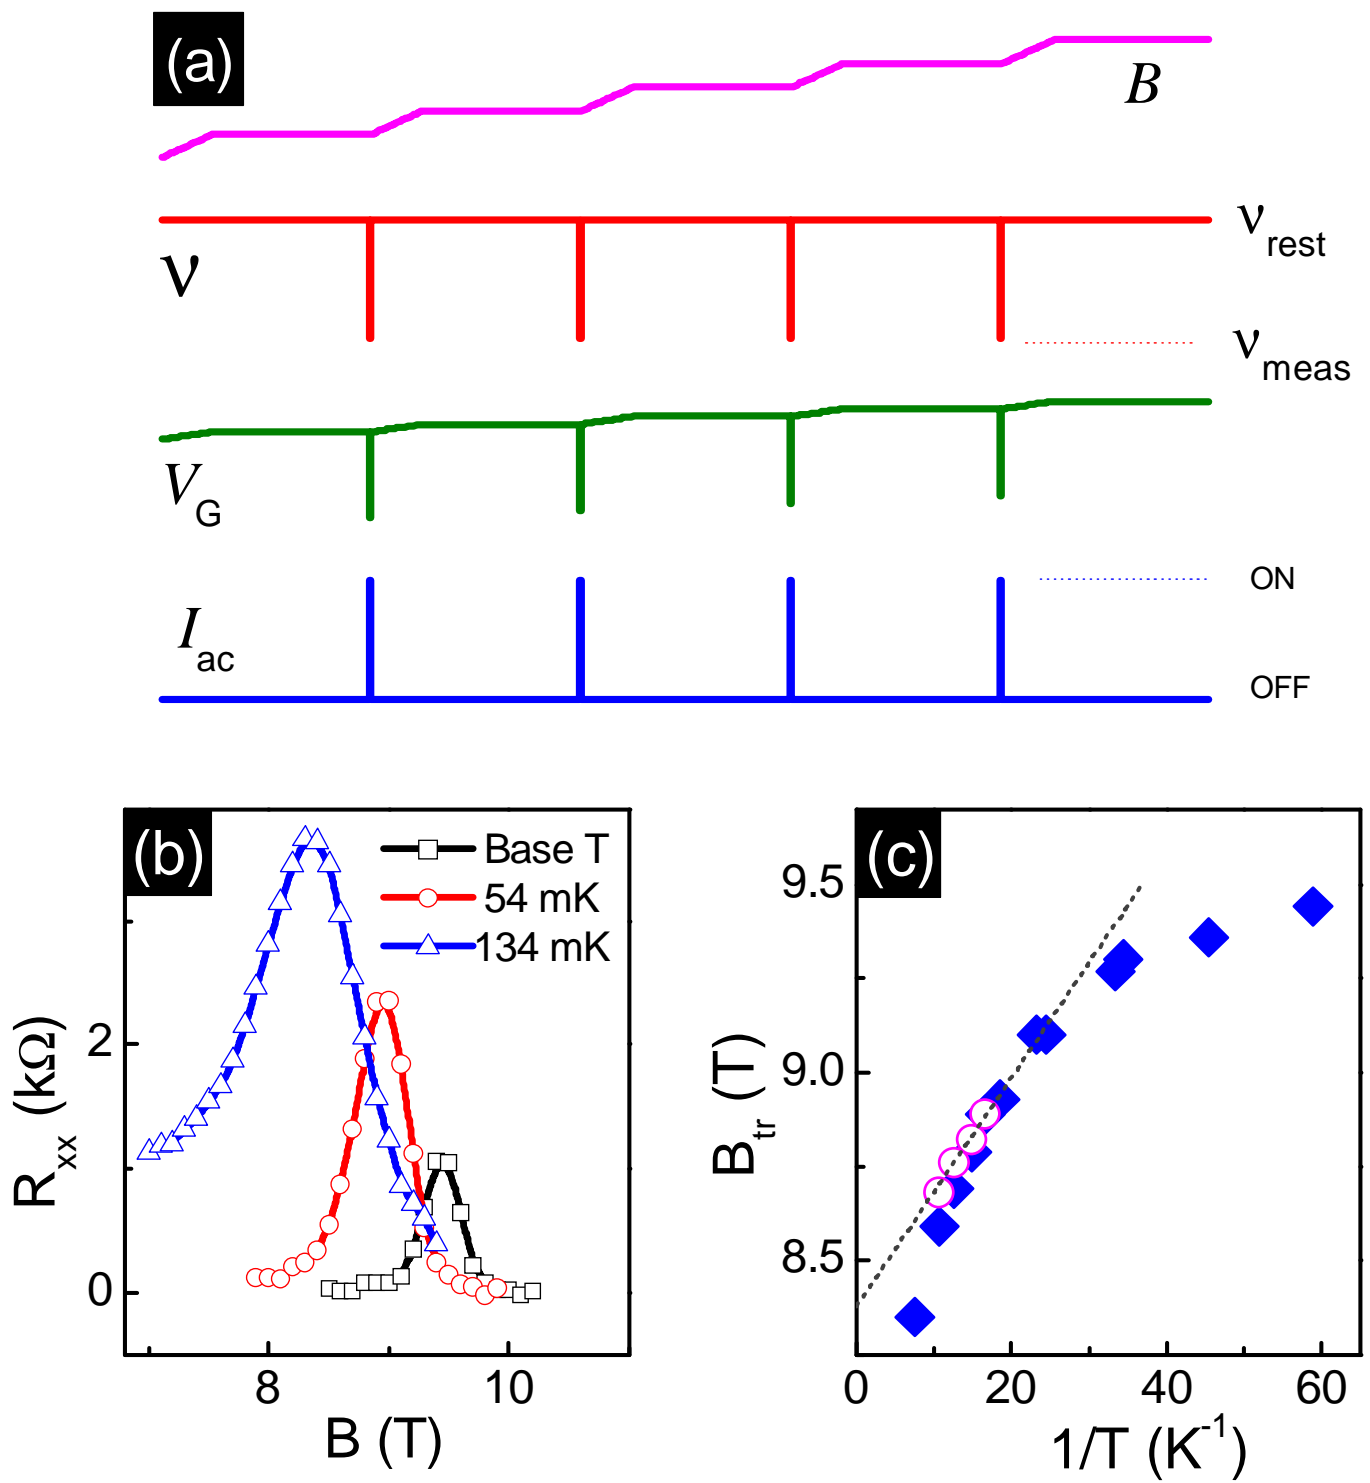 (a)
B
ν
ν_rest
ν_meas
V_G
I_ac
ON
OFF
(b)
Base T
54 mK
134 mK
R_xx (kΩ)
2
0
8
10
B (T)
(c)
B_tr (T)
9.5
9.0
8.5
0
20
40
60
1/T (K^-1)